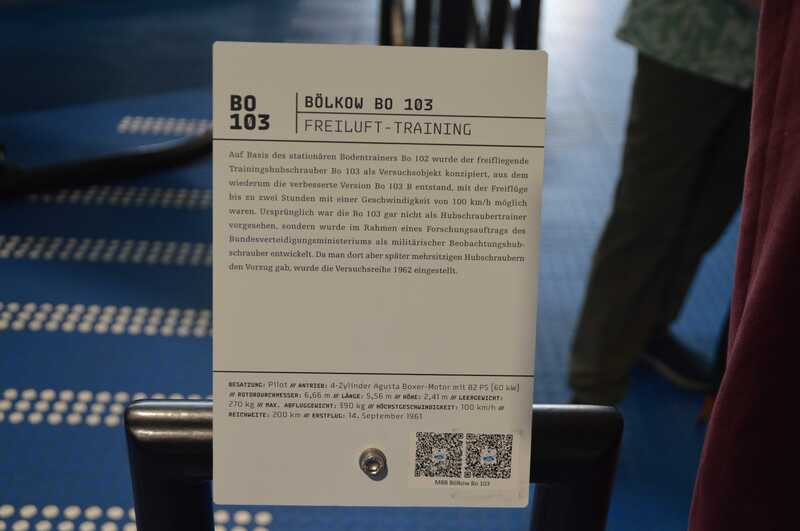 BO
103
BÖLKOW BO 103
FREILUFT-TRAINING
Auf Basis des stationären Bodentrainers Bo 102 wurde der freifliegende
Trainingshubschrauber Bo 103 als Versuchsobjekt konzipiert, aus dem
wiederum die verbesserte Version Bo 103 B entstand, mit der Freiflüge
bis zu zwei Stunden mit einer Geschwindigkeit von 100 km/h möglich
waren. Ursprünglich war die Bo 103 gar nicht als Hubschraubertrainer
vorgesehen, sondern wurde im Rahmen eines Forschungsauftrags des
Bundesverteidigungsministeriums als militärischer Beobachtungshub-
schrauber entwickelt. Da man dort aber später mehrsitzigen Hubschraubern
den Vorzug gab, wurde die Versuchsreihe 1962 eingestellt.
BESATZUNG: Pilot // ANTRIEB: 4-Zylinder Agusta Boxer-Motor mit 82 PS (60 kW)
// ROTORDURCHMESSER: 6,66 m // LÄNGE: 5,56 m // HÖHE: 2,41 m // LEERGEWICHT:
270 kg // MAX. ABFLUGGEWICHT: 390 kg // HÖCHSTGESCHWINDIGKEIT: 100 km/h //
REICHWEITE: 200 km // ERSTFLUG: 14. September 1961
MBB Bölkow Bo 103